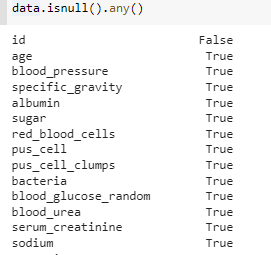 data.isnull().any()
id False
age True
blood_pressure True
specific_gravity True
albumin True
sugar True
red_blood_cells True
pus_cell True
pus_cell_clumps True
bacteria True
blood_glucose_random True
blood_urea True
serum_creatinine True
sodium True